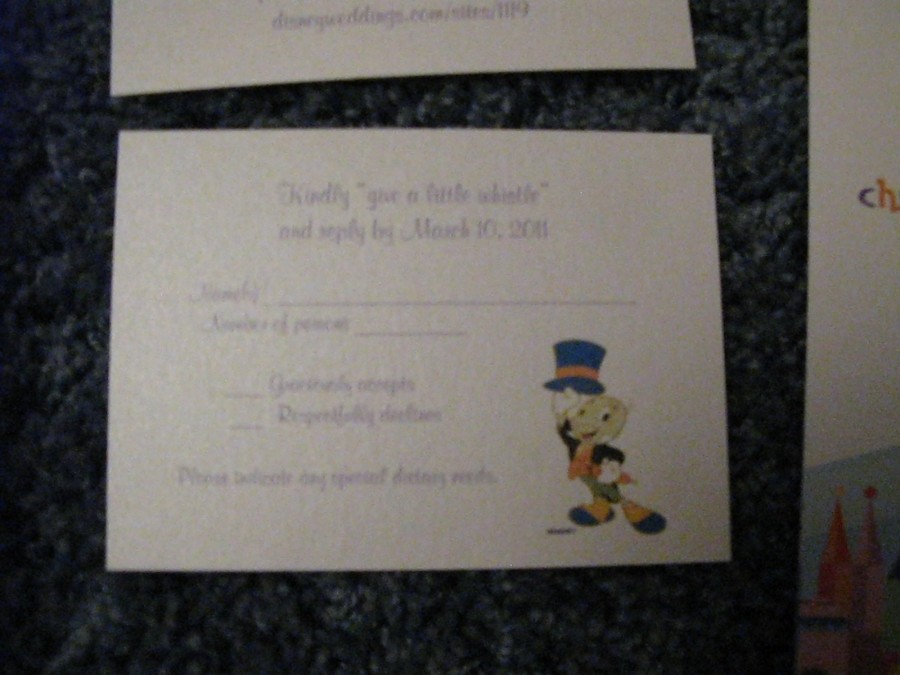 disneyweddings.com/sites/1119
Kindly "give a little whistle"
and reply by March 10, 2011
Name(s)
Number of persons
Graciously accepts
Respectfully declines
Please indicate any special dietary needs.